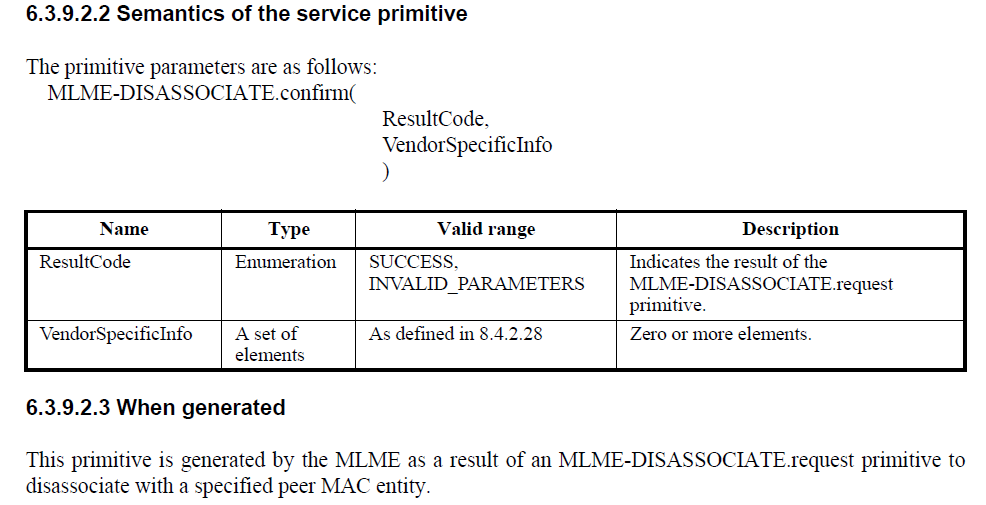 6.3.9.2.2 Semantics of the service primitive
The primitive parameters are as follows:
MLME-DISASSOCIATE.confirm(
ResultCode,
VendorSpecificInfo
)
Name Type Valid range Description
ResultCode Enumeration SUCCESS, Indicates the result of the
INVALID_PARAMETERS MLME-DISASSOCIATE.request
primitive.
VendorSpecificInfo A set of As defined in 8.4.2.28 Zero or more elements.
elements
6.3.9.2.3 When generated
This primitive is generated by the MLME as a result of an MLME-DISASSOCIATE.request primitive to
disassociate with a specified peer MAC entity.